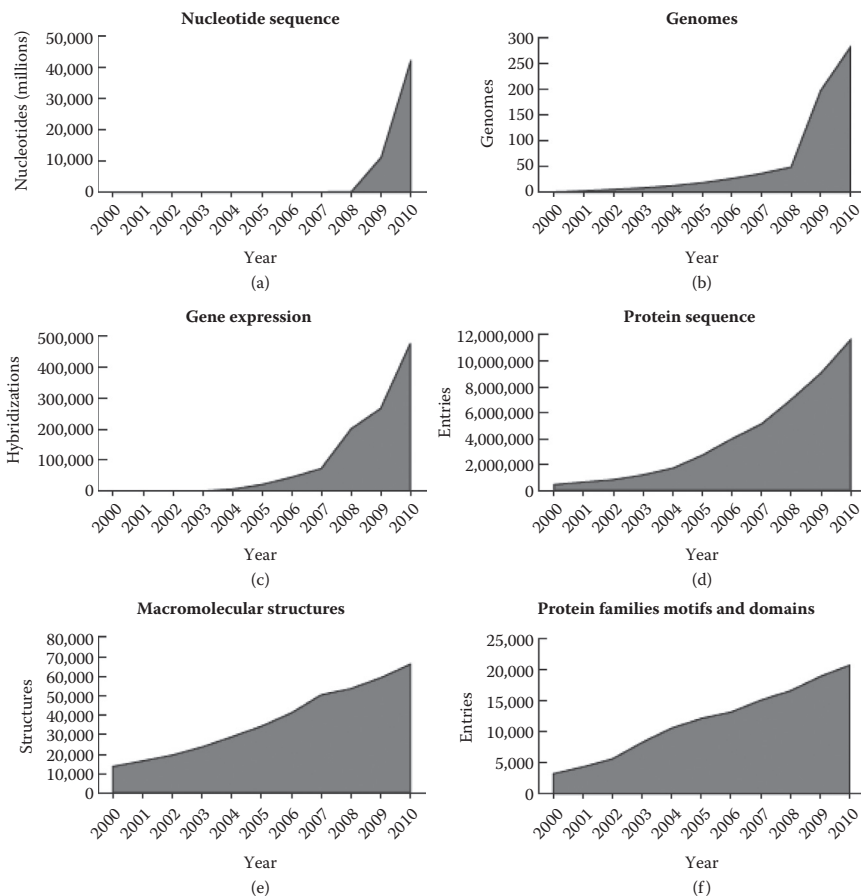 Nucleotide sequence
Nucleotides (millions)
50,000
40,000
30,000
20,000
10,000
0
2000 2001 2002 2003 2004 2005 2006 2007 2008 2009 2010
Year
(a)
Genomes
Genomes
300
250
200
150
100
50
0
2000 2001 2002 2003 2004 2005 2006 2007 2008 2009 2010
Year
(b)
Gene expression
Hybridizations
500,000
400,000
300,000
200,000
100,000
0
2000 2001 2002 2003 2004 2005 2006 2007 2008 2009 2010
Year
(c)
Protein sequence
Entries
12,000,000
10,000,000
8,000,000
6,000,000
4,000,000
2,000,000
0
2000 2001 2002 2003 2004 2005 2006 2007 2008 2009 2010
Year
(d)
Macromolecular structures
Structures
80,000
70,000
60,000
50,000
40,000
30,000
20,000
10,000
0
2000 2001 2002 2003 2004 2005 2006 2007 2008 2009 2010
Year
(e)
Protein families motifs and domains
Entries
25,000
20,000
15,000
10,000
5,000
0
2000 2001 2002 2003 2004 2005 2006 2007 2008 2009 2010
Year
(f)